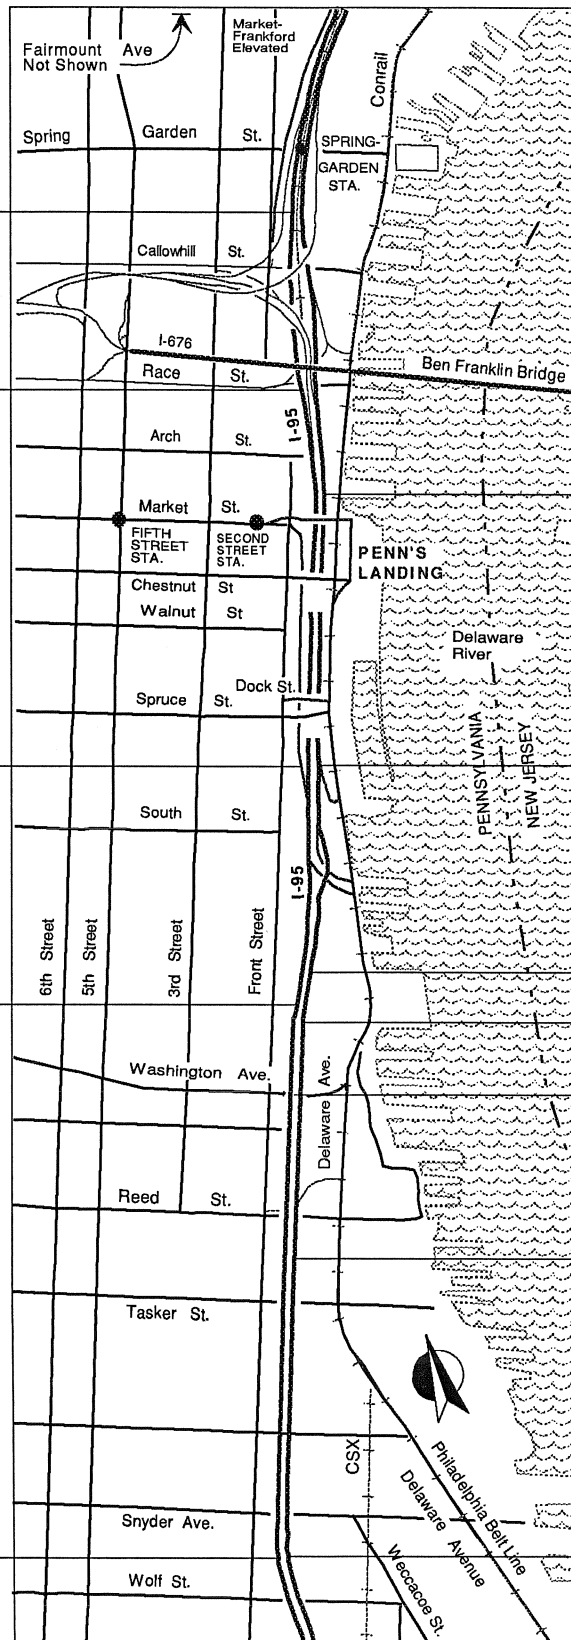 Market-
Frankford
Elevated
Fairmount Ave
Not Shown
Conrail
Spring Garden St.
SPRING-
GARDEN
STA.
Callowhill St.
I-676
Ben Franklin Bridge
Race St.
I-95
Arch St.
Market St.
FIFTH
STREET
STA.
SECOND
STREET
STA.
PENN'S
LANDING
Chestnut St
Walnut St
Delaware
River
Dock St.
Spruce St.
PENNSYLVANIA
NEW JERSEY
South St.
I-95
6th Street
5th Street
3rd Street
Front Street
Washington Ave.
Delaware Ave.
Reed St.
Tasker St.
CSX
Philadelphia Belt Line
Delaware Avenue
Snyder Ave.
Weccacoe St.
Wolf St.